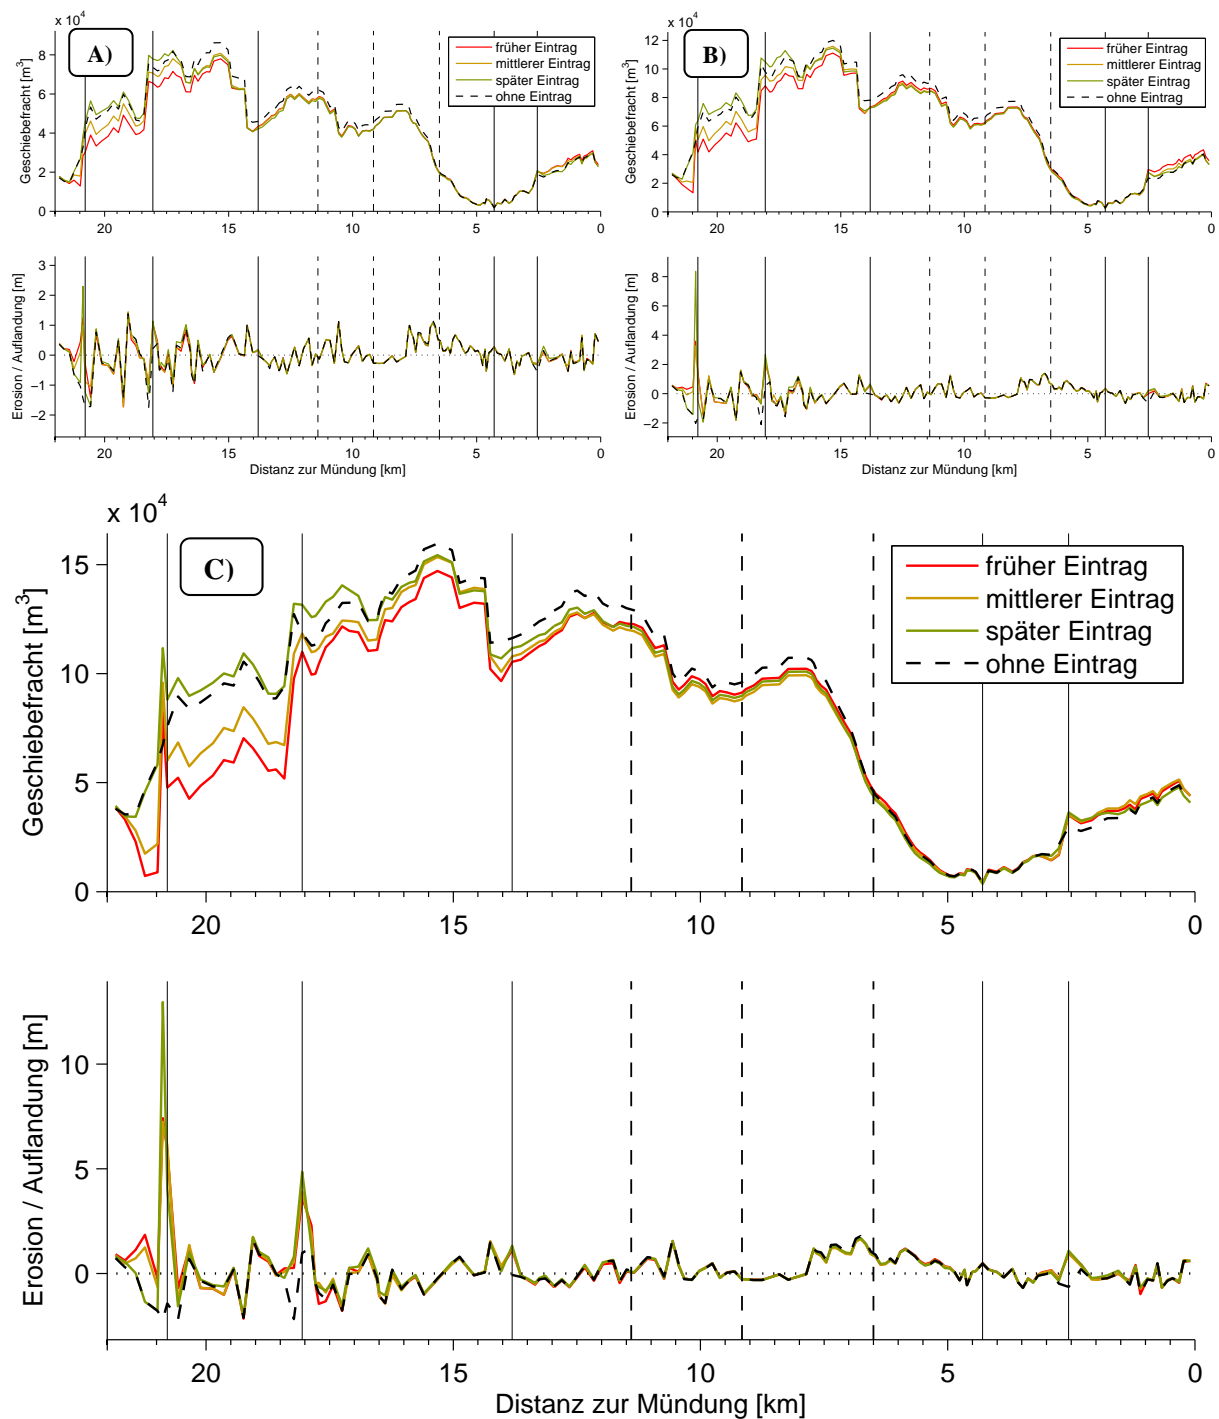 x 10^4
A)
früher Eintrag
mittlerer Eintrag
später Eintrag
ohne Eintrag
Geschiebefracht [m³]
8
6
4
2
0
20 15 10 5 0
Erosion / Auflandung [m]
3
2
1
0
−1
−2
20 15 10 5 0
Distanz zur Mündung [km]
x 10^4
B)
früher Eintrag
mittlerer Eintrag
später Eintrag
ohne Eintrag
Geschiebefracht [m³]
12
10
8
6
4
2
0
20 15 10 5 0
Erosion / Auflandung [m]
8
6
4
2
0
−2
20 15 10 5 0
Distanz zur Mündung [km]
x 10^4
C)
früher Eintrag
mittlerer Eintrag
später Eintrag
ohne Eintrag
Geschiebefracht [m³]
15
10
5
0
20 15 10 5 0
Erosion / Auflandung [m]
10
5
0
20 15 10 5 0
Distanz zur Mündung [km]